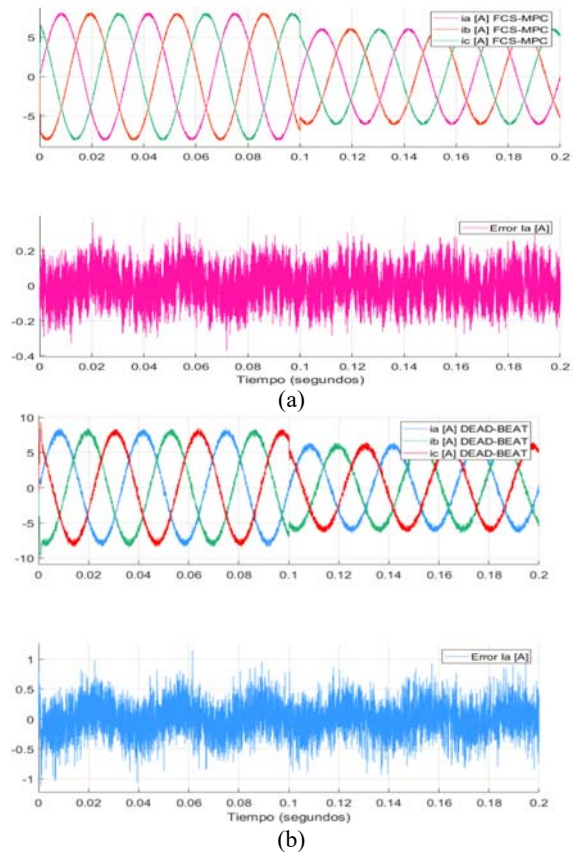 ia [A] FCS-MPC
ib [A] FCS-MPC
ic [A] FCS-MPC
5
0
-5
0 0.02 0.04 0.06 0.08 0.1 0.12 0.14 0.16 0.18 0.2
Error Ia [A]
0.2
0
-0.2
-0.4
0 0.02 0.04 0.06 0.08 0.1 0.12 0.14 0.16 0.18 0.2
Tiempo (segundos)
(a)
10
ia [A] DEAD-BEAT
ib [A] DEAD-BEAT
ic [A] DEAD-BEAT
5
0
-5
-10
0 0.02 0.04 0.06 0.08 0.1 0.12 0.14 0.16 0.18 0.2
Error Ia [A]
1
0.5
0
-0.5
-1
0 0.02 0.04 0.06 0.08 0.1 0.12 0.14 0.16 0.18 0.2
Tiempo (segundos)
(b)